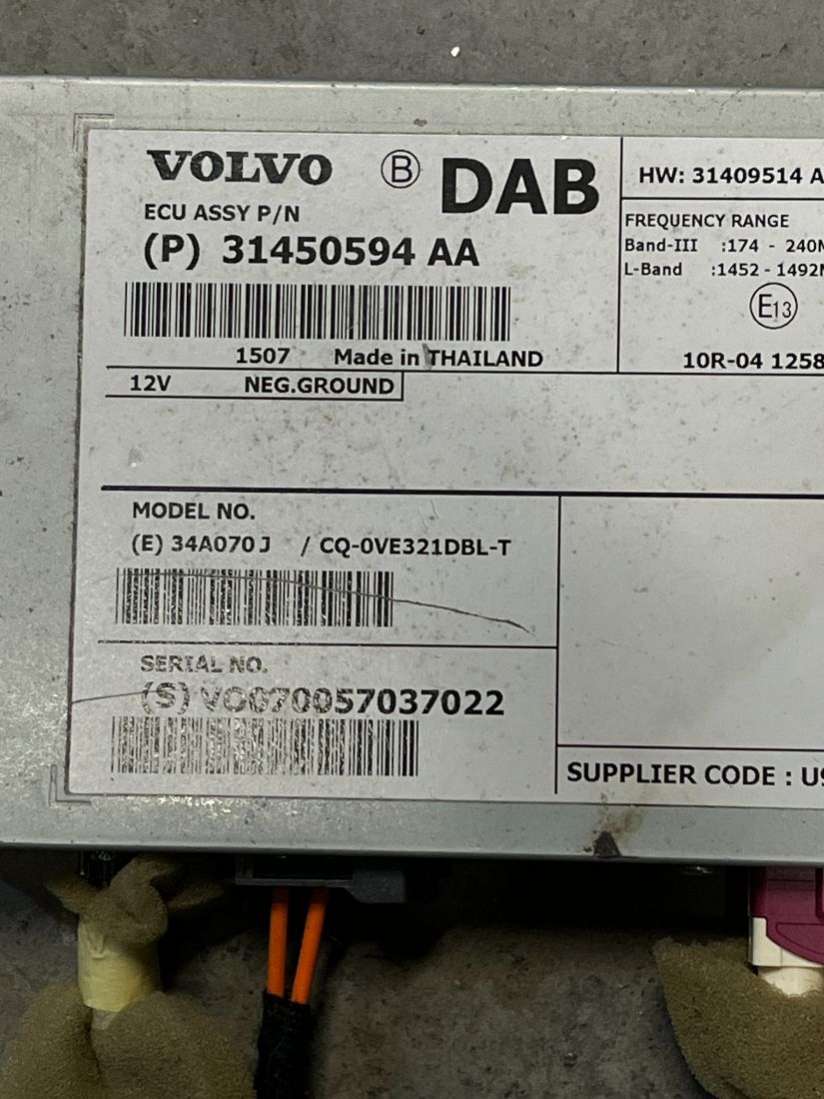 VOLVO
B
DAB
ECU ASSY P/N
(P) 31450594 AA
1507 Made in THAILAND
12V NEG.GROUND
HW: 31409514 A
FREQUENCY RANGE
Band-III :174 - 240
L-Band :1452 - 1492
E13
10R-04 1258
MODEL NO.
(E) 34A070J / CQ-0VE321DBL-T
SERIAL NO.
(S) VO070057037022
SUPPLIER CODE :